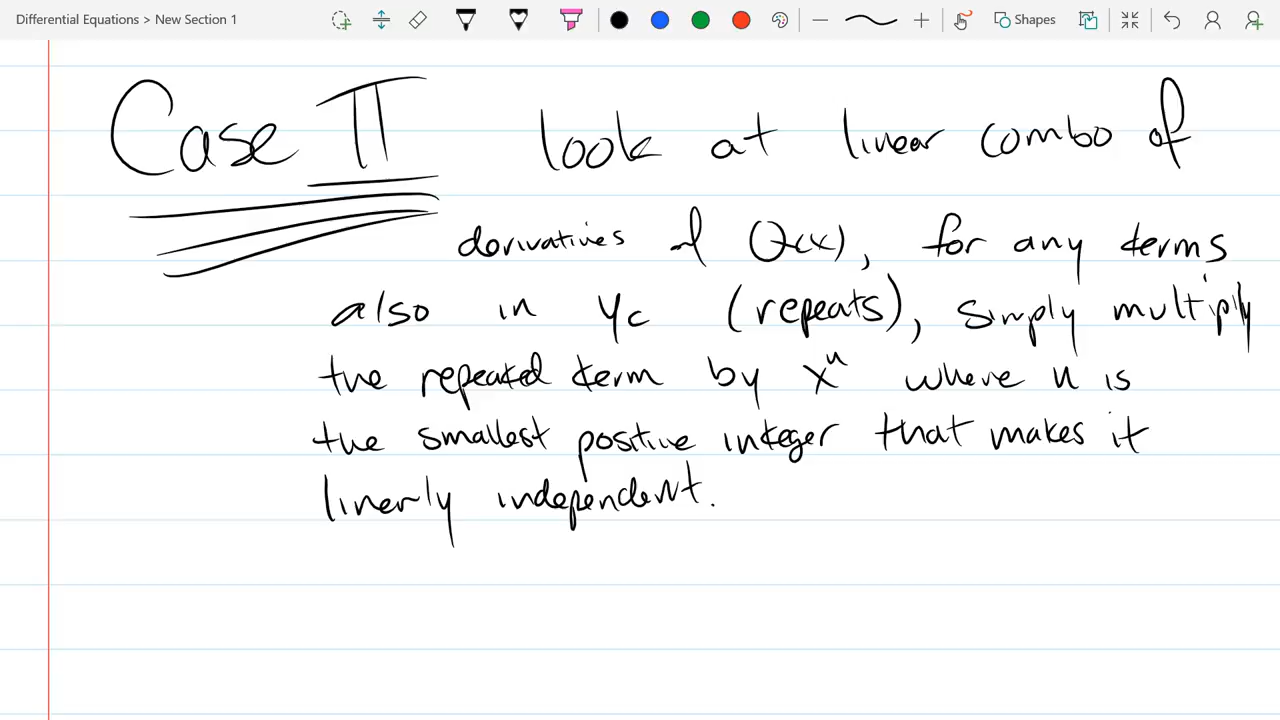 Differential Equations > New Section 1
Shapes
Case II look at linear combo of
derivatives of Q(x), for any terms
also in yc (repeats), simply multiply
the repeated term by xⁿ where n is
the smallest positive integer that makes it
linerly independent.